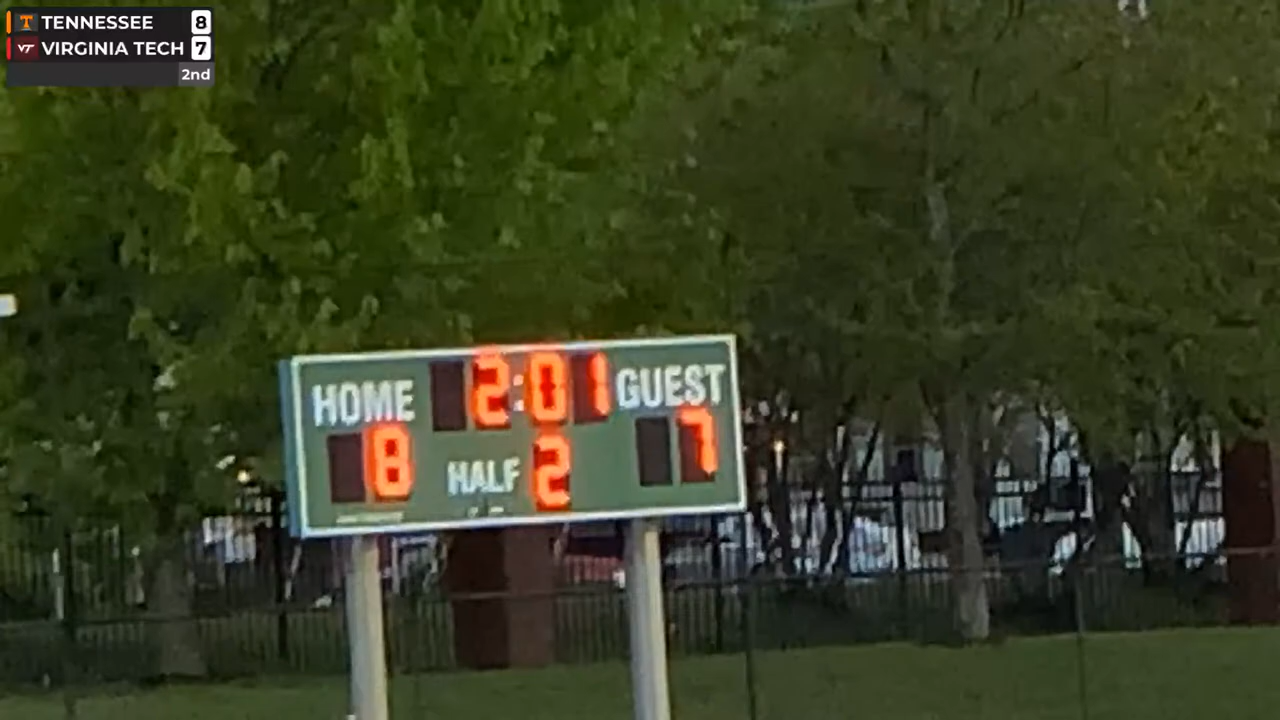 T TENNESSEE 8
VT VIRGINIA TECH 7
2nd
HOME 2:01 GUEST
8 HALF 2 7